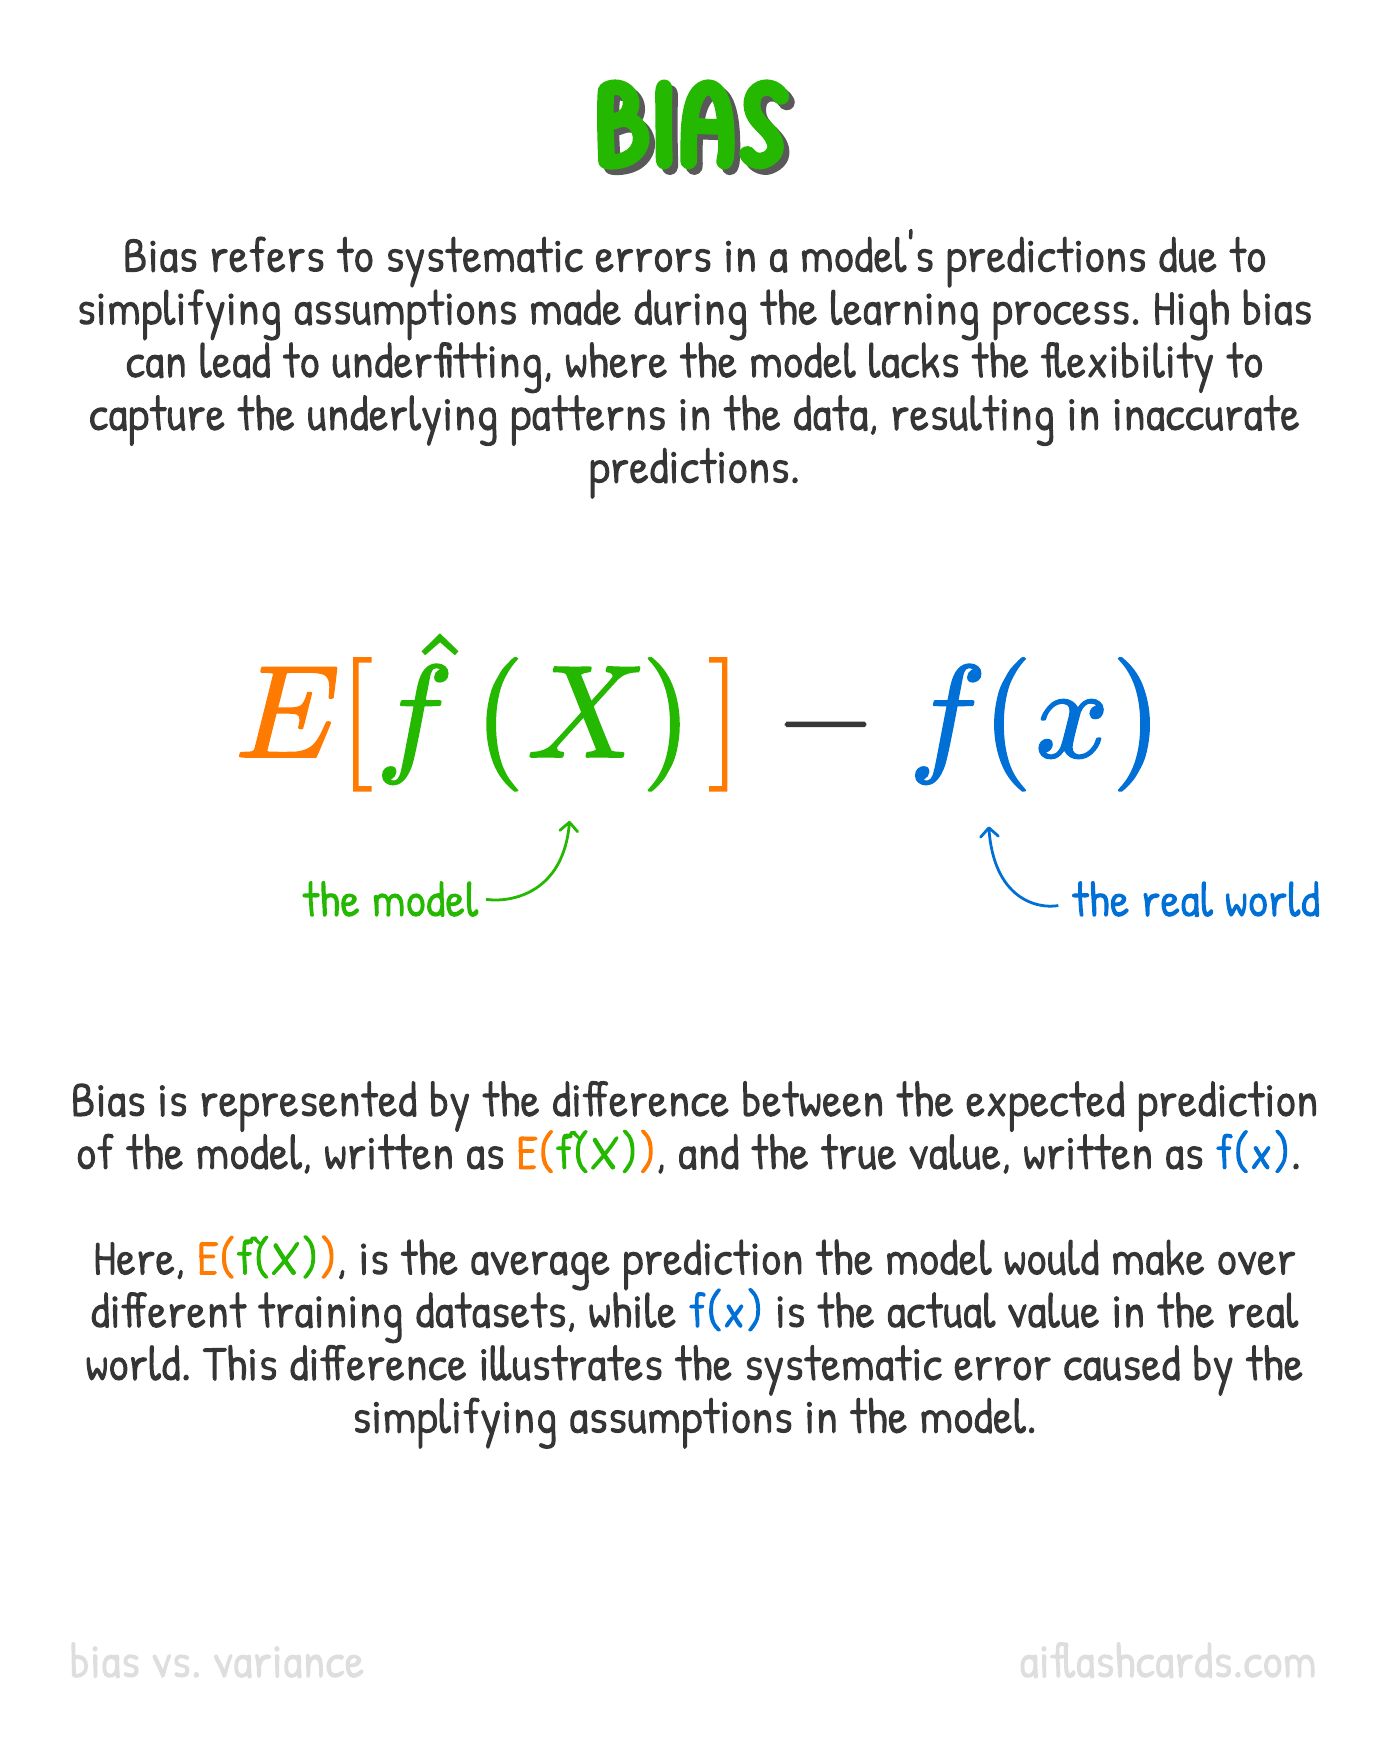 BIAS
Bias refers to systematic errors in a model's predictions due to
simplifying assumptions made during the learning process. High bias
can lead to underfitting, where the model lacks the flexibility to
capture the underlying patterns in the data, resulting in inaccurate
predictions.
E[f̂(X)] — f(x)
the model
the real world
Bias is represented by the difference between the expected prediction
of the model, written as E(f̂(X)), and the true value, written as f(x).
Here, E(f̂(X)), is the average prediction the model would make over
different training datasets, while f(x) is the actual value in the real
world. This difference illustrates the systematic error caused by the
simplifying assumptions in the model.
bias vs. variance
aiflashcards.com